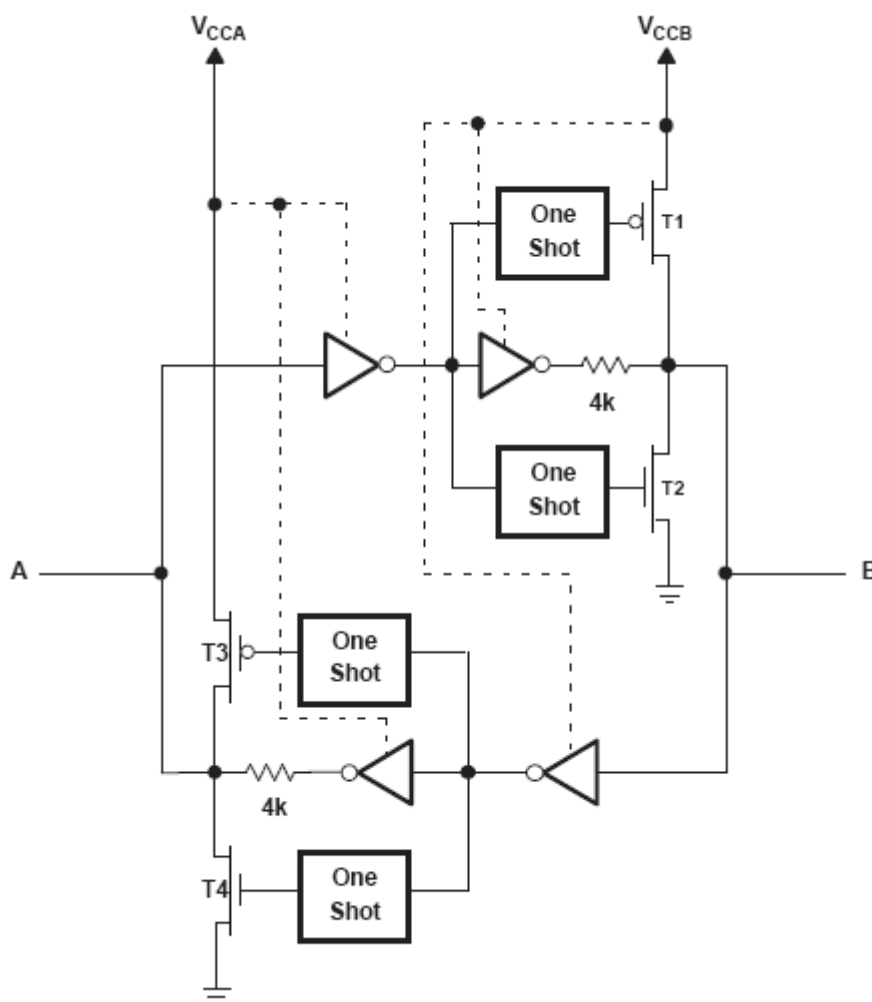 VCCA
VCCB
One
Shot
T1
4k
One
Shot
T2
A
B
T3
One
Shot
4k
T4
One
Shot